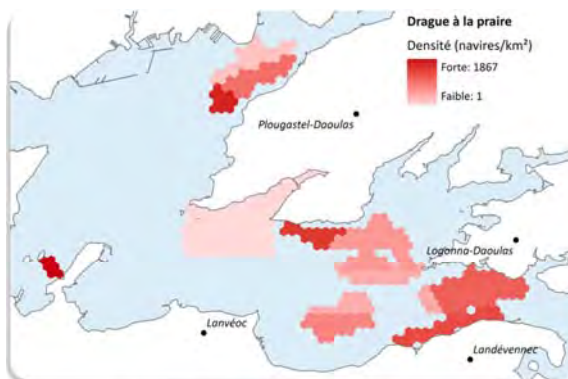 Drague à la praire
Densité (navires/km²)
Forte: 1867
Faible: 1
Plougastel-Daoulas
Logonna-Daoulas
Lanvéoc
Landévennec